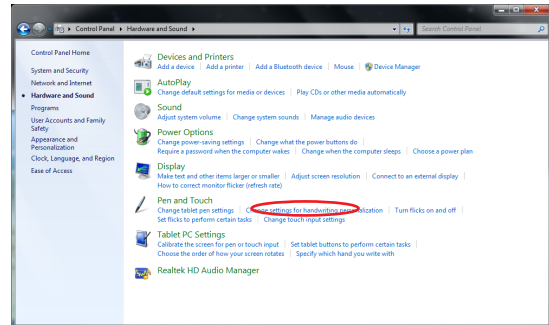 Control Panel ▸ Hardware and Sound ▸
Search Control Panel
Control Panel Home
System and Security
Network and Internet
Hardware and Sound
Programs
User Accounts and Family
Safety
Appearance and
Personalization
Clock, Language, and Region
Ease of Access
Devices and Printers
Add a device | Add a printer | Add a Bluetooth device | Mouse | Device Manager
AutoPlay
Change default settings for media or devices | Play CDs or other media automatically
Sound
Adjust system volume | Change system sounds | Manage audio devices
Power Options
Change power-saving settings | Change what the power buttons do |
Require a password when the computer wakes | Change when the computer sleeps | Choose a power plan
Display
Make text and other items larger or smaller | Adjust screen resolution | Connect to an external display |
How to correct monitor flicker (refresh rate)
Pen and Touch
Change tablet pen settings | Change settings for handwriting personalization | Turn flicks on and off |
Set flicks to perform certain tasks | Change touch input settings
Tablet PC Settings
Calibrate the screen for pen or touch input | Set tablet buttons to perform certain tasks |
Choose the order of how your screen rotates | Specify which hand you write with
Realtek HD Audio Manager